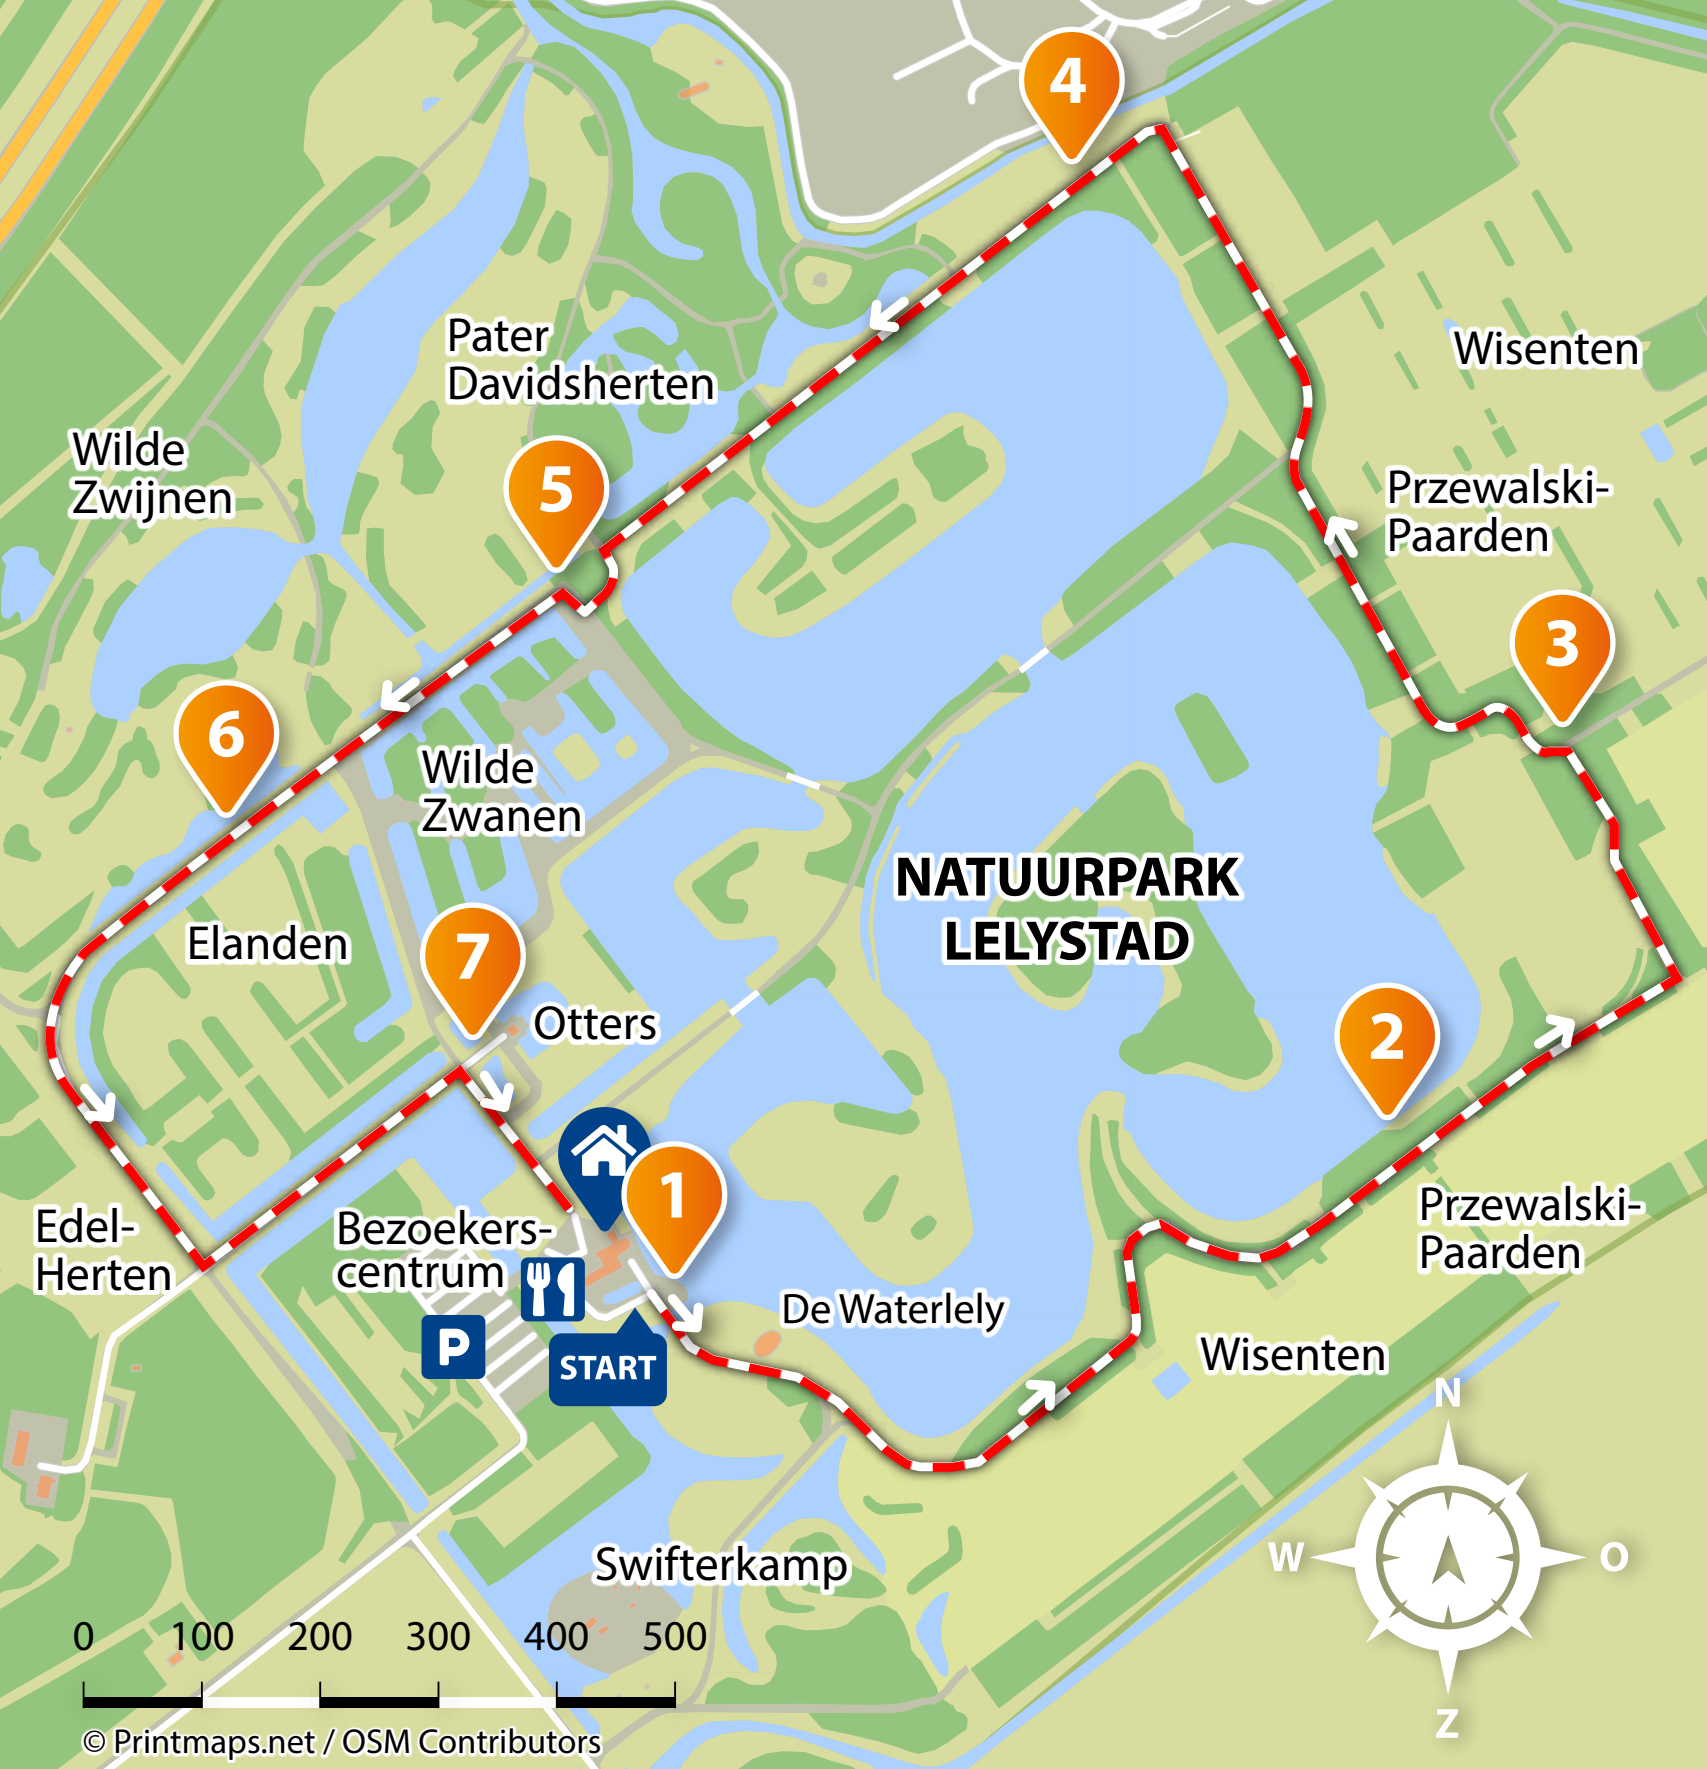 4
Pater
Davidsherten
Wisenten
Wilde
Zwijnen
5
Przewalski-
Paarden
3
6
Wilde
Zwanen
NATUURPARK
LELYSTAD
Elanden
7
Otters
2
1
Edel-
Herten
Bezoekers-
centrum
Przewalski-
Paarden
De Waterlely
P
START
Wisenten
N
W
O
Z
Swifterkamp
0 100 200 300 400 500
© Printmaps.net / OSM Contributors